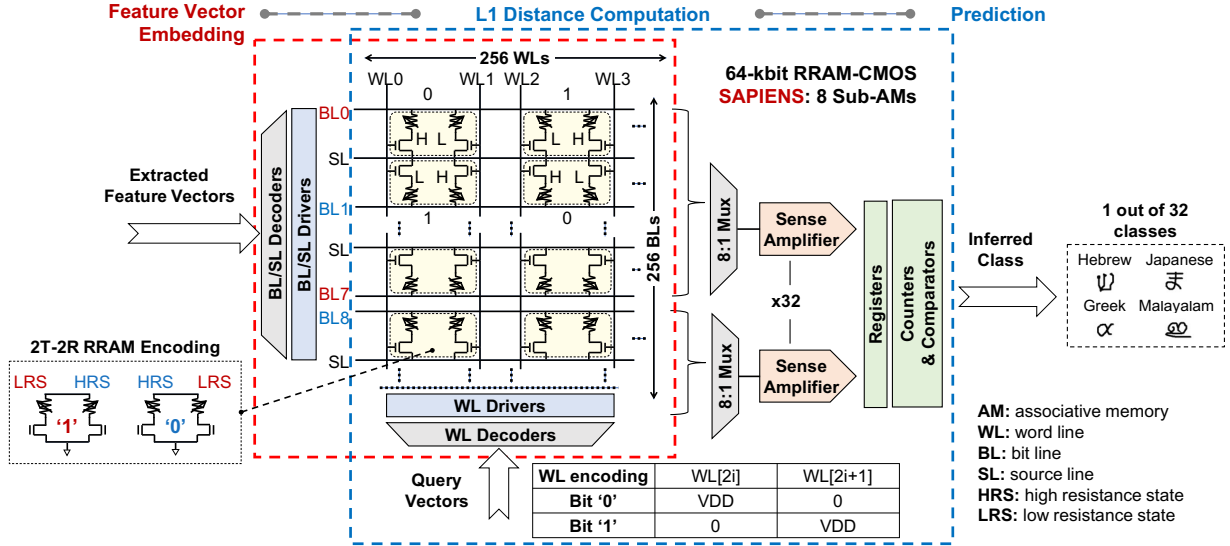 Feature Vector
Embedding
L1 Distance Computation
Prediction
256 WLs
WL0 WL1 WL2 WL3
0 1
64-kbit RRAM-CMOS
SAPIENS: 8 Sub-AMs
BL0
H L L H
SL
L H H L
BL1
1 0
SL
BL7
BL8
SL
256 BLs
Extracted
Feature Vectors
BL/SL Decoders
BL/SL Drivers
8:1 Mux
Sense
Amplifier
x32
8:1 Mux
Sense
Amplifier
Registers
Counters
& Comparators
Inferred
Class
1 out of 32
classes
Hebrew Japanese
Greek Malayalam
α
2T-2R RRAM Encoding
LRS HRS HRS LRS
‘1’ ‘0’
WL Drivers
WL Decoders
Query
Vectors
WL encoding WL[2i] WL[2i+1]
Bit ‘0’ VDD 0
Bit ‘1’ 0 VDD
AM: associative memory
WL: word line
BL: bit line
SL: source line
HRS: high resistance state
LRS: low resistance state